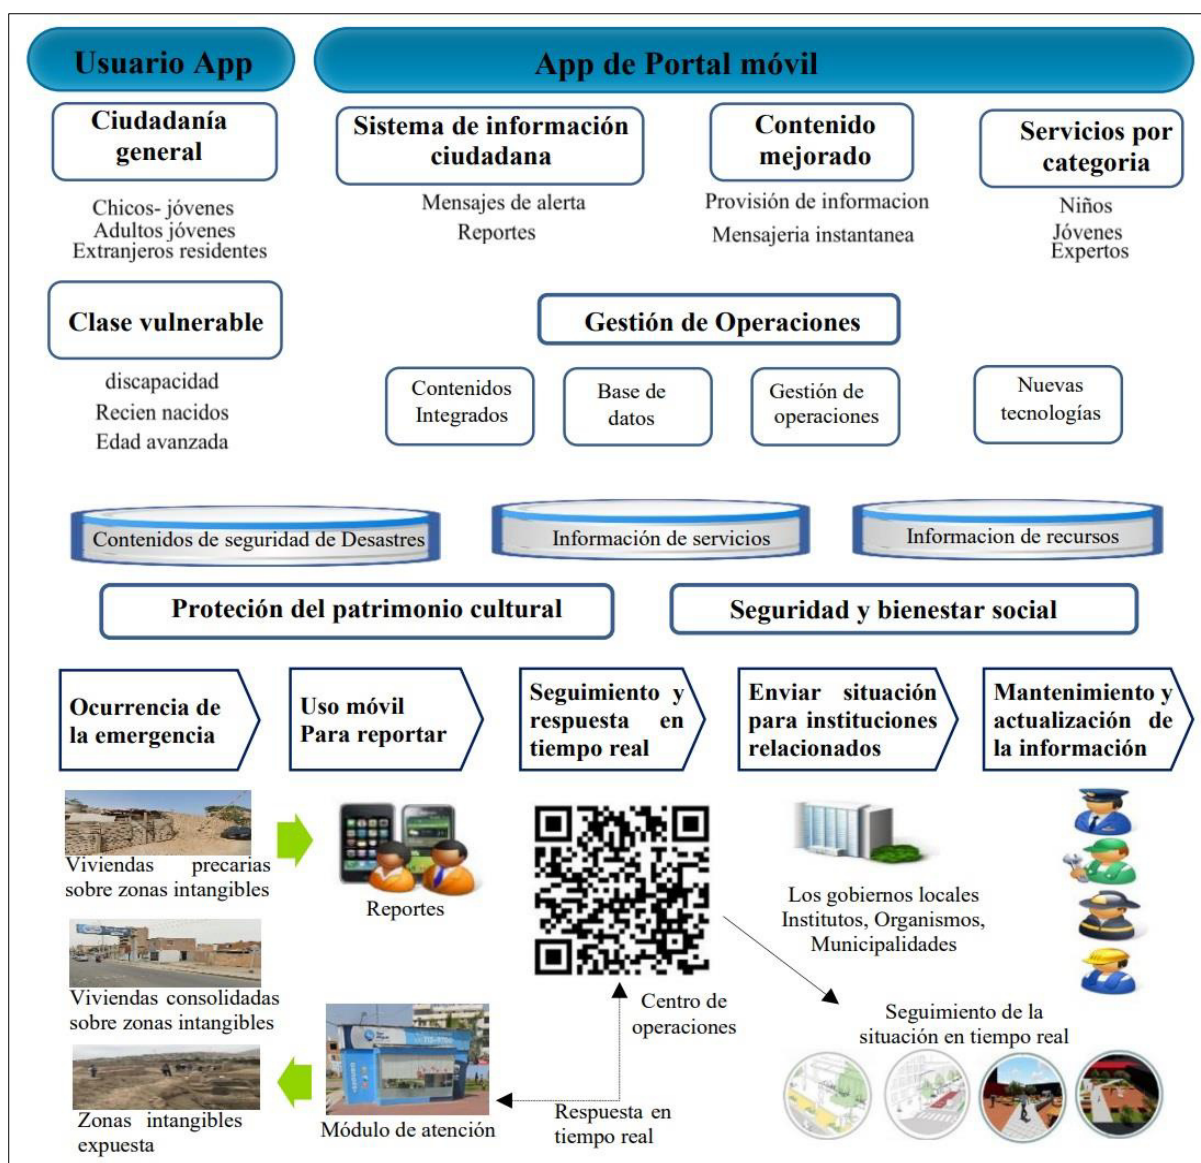 Usuario App
App de Portal móvil
Ciudadanía
general
Sistema de información
ciudadana
Contenido
mejorado
Servicios por
categoria
Chicos- jóvenes
Adultos jóvenes
Extranjeros residentes
Mensajes de alerta
Reportes
Provisión de informacion
Mensajeria instantanea
Niños
Jóvenes
Expertos
Clase vulnerable
Gestión de Operaciones
discapacidad
Recien nacidos
Edad avanzada
Contenidos
Integrados
Base de
datos
Gestión de
operaciones
Nuevas
tecnologías
Contenidos de seguridad de Desastres
Información de servicios
Informacion de recursos
Proteción del patrimonio cultural
Seguridad y bienestar social
Ocurrencia de
la emergencia
Uso móvil
Para reportar
Seguimiento y
respuesta en
tiempo real
Enviar situación
para instituciones
relacionados
Mantenimiento y
actualización de
la información
Viviendas precarias
sobre zonas intangibles
Reportes
Los gobiernos locales
Institutos, Organismos,
Municipalidades
Viviendas consolidadas
sobre zonas intangibles
Centro de
operaciones
Seguimiento de la
situación en tiempo real
Zonas intangibles
expuesta
Módulo de atención
Respuesta en
tiempo real